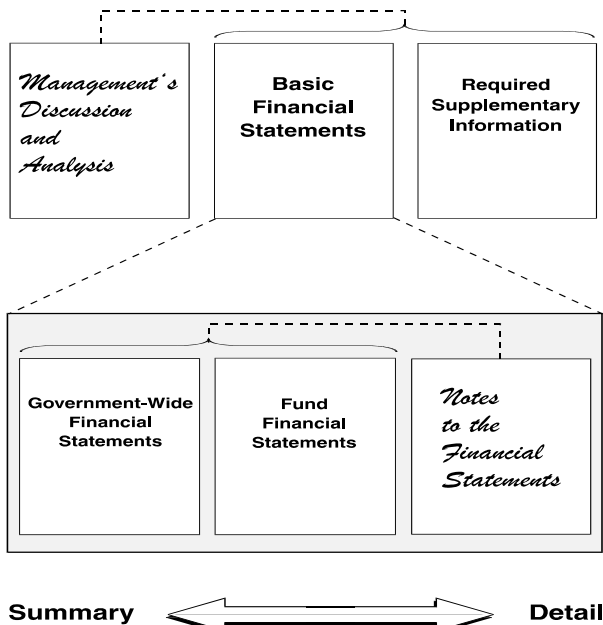 Management's
Discussion
and
Analysis
Basic
Financial
Statements
Required
Supplementary
Information
Government-Wide
Financial
Statements
Fund
Financial
Statements
Notes
to the
Financial
Statements
Summary
Detail